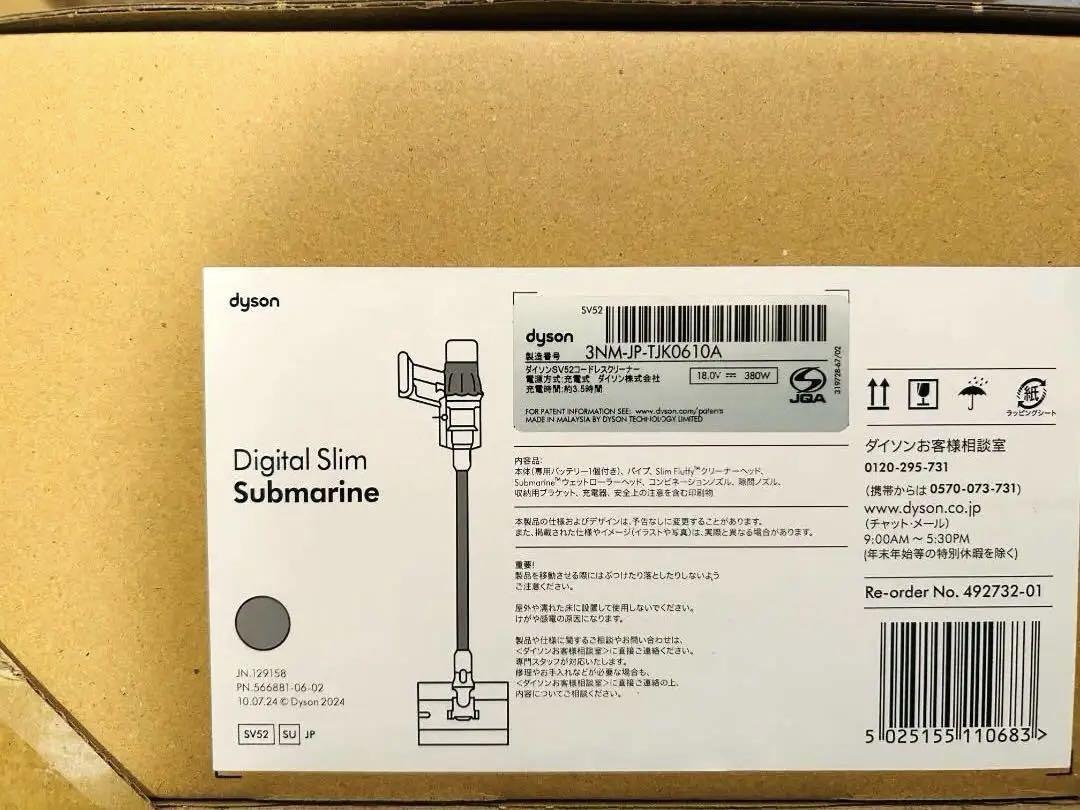 dyson
Digital Slim
Submarine
JN.129158
PN.566881-06-02
10.07.24 © Dyson 2024
SV52 SU JP
SV52
dyson
製造番号 3NM-JP-TJK0610A
ダイソンSV52コードレスクリーナー
電源方式:充電式 ダイソン株式会社
充電時間:約3.5時間
18.0V ⎓ 380W
JQA
319728-67/02
FOR PATENT INFORMATION SEE: www.dyson.com/patents
MADE IN MALAYSIA BY DYSON TECHNOLOGY LIMITED
内容品:
本体(専用バッテリー1個付き)、パイプ、Slim Fluffy™クリーナーヘッド、
Submarine™ウェットローラーヘッド、コンビネーションノズル、隙間ノズル、
収納用ブラケット、充電器、安全上の注意を含む印刷物
本製品の仕様およびデザインは、予告なしに変更することがあります。
また、掲載された仕様やイメージ(イラストや写真)は、実際と異なる場合があります。
重要!
製品を移動させる際にはぶつけたり落としたりしないよう
ご注意ください。
屋外や濡れた床に設置して使用しないでください。
けがや感電の原因になります。
製品や仕様に関するご相談やお問い合わせは、
<ダイソンお客様相談室>に直接ご連絡ください。
専門スタッフが対応いたします。
修理やお手入れなどが必要な場合も、
<ダイソンお客様相談室>に直接ご連絡の上、
内容についてご相談ください。
紙
ラッピングシート
ダイソンお客様相談室
0120-295-731
(携帯からは 0570-073-731)
www.dyson.co.jp
(チャット・メール)
9:00AM ～ 5:30PM
(年末年始等の特別休暇を除く)
Re-order No. 492732-01
5 025155 110683 >